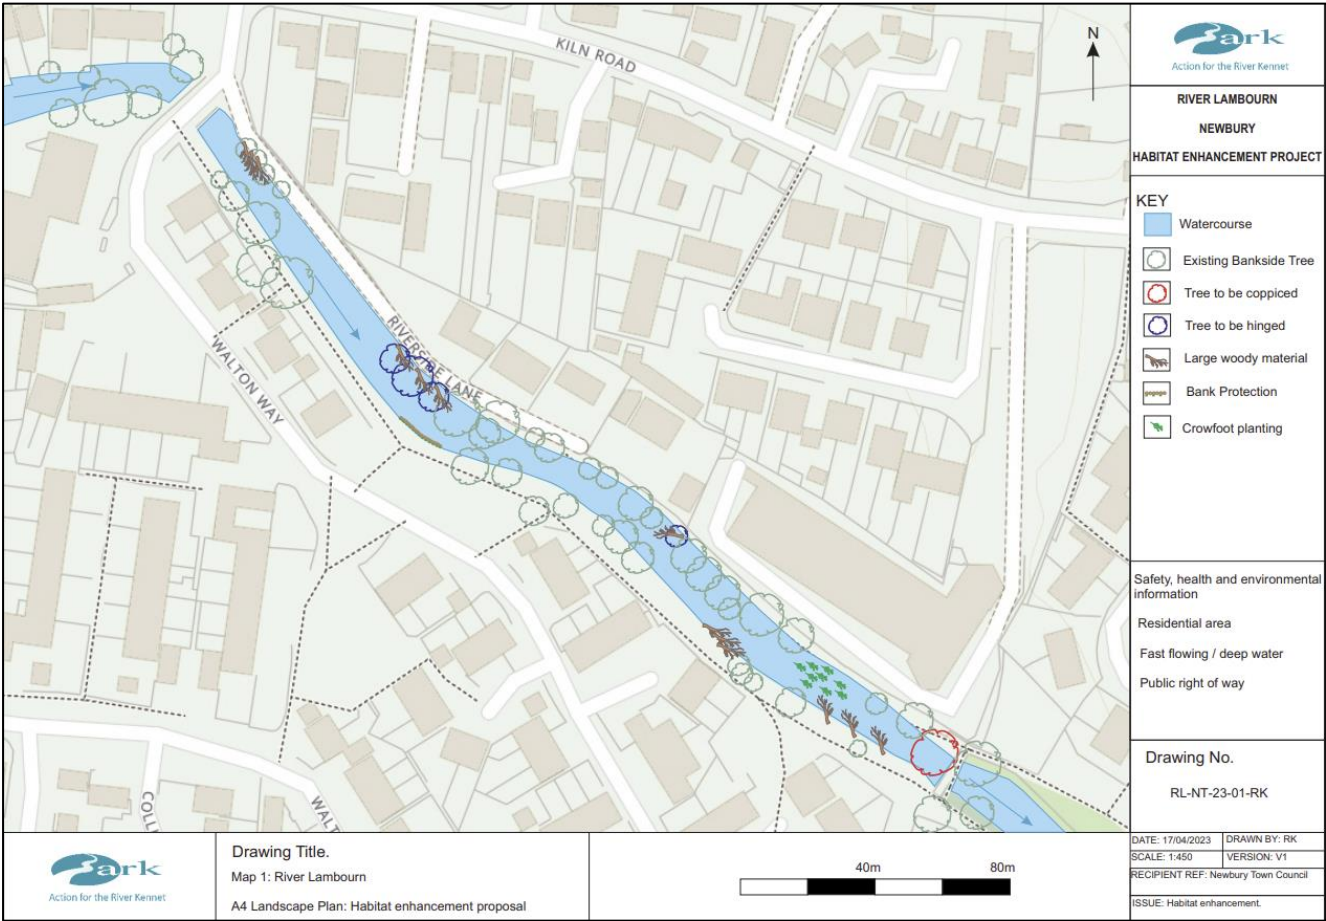 KILN ROAD
N
RIVERSIDE LANE
WALTON WAY
COLL
WALT
ark
Action for the River Kennet
RIVER LAMBOURN
NEWBURY
HABITAT ENHANCEMENT PROJECT
KEY
Watercourse
Existing Bankside Tree
Tree to be coppiced
Tree to be hinged
Large woody material
Bank Protection
Crowfoot planting
Safety, health and environmental
information
Residential area
Fast flowing / deep water
Public right of way
Drawing No.
RL-NT-23-01-RK
DATE: 17/04/2023 DRAWN BY: RK
SCALE: 1:450 VERSION: V1
RECIPIENT REF: Newbury Town Council
ISSUE: Habitat enhancement.
ark
Action for the River Kennet
Drawing Title.
Map 1: River Lambourn
A4 Landscape Plan: Habitat enhancement proposal
40m 80m